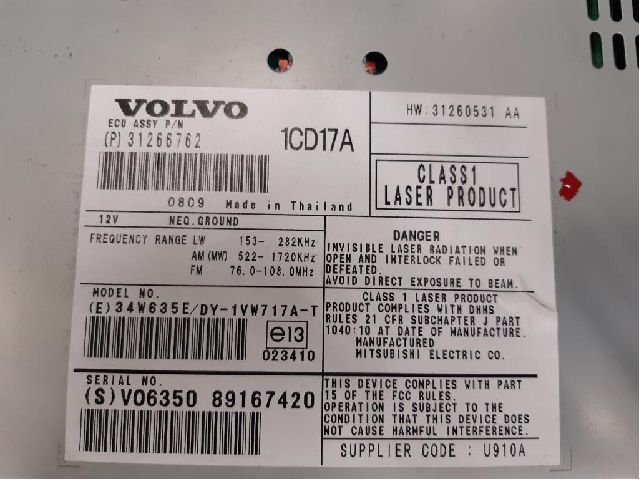 VOLVO
ECU ASSY P/N
(P) 31266762
1CD17A
0809 Made in Thailand
HW:31260531 AA
CLASS1
LASER PRODUCT
12V NEG.GROUND
FREQUENCY RANGE LW 153- 282KHz
AM (MW) 522- 1720KHz
FM 76.0-108.0MHz
DANGER
INVISIBLE LASER RADIATION WHEN
OPEN AND INTERLOCK FAILED OR
DEFEATED.
AVOID DIRECT EXPOSURE TO BEAM.
MODEL NO.
(E)34W635E/DY-1VW717A-T
e13
023410
CLASS 1 LASER PRODUCT
PRODUCT COMPLIES WITH DHHS
RULES 21 CFR SUBCHAPTER J PART
1040:10 AT DATE OF MANUFACTURE.
MANUFACTURED
MITSUBISHI ELECTRIC CO.
SERIAL NO.
(S)V06350 89167420
THIS DEVICE COMPLIES WITH PART
15 OF THE FCC RULES.
OPERATION IS SUBJECT TO THE
CONDITION THAT THIS DEVICE DOES
NOT CAUSE HARMFUL INTERFERENCE.
SUPPLIER CODE : U910A